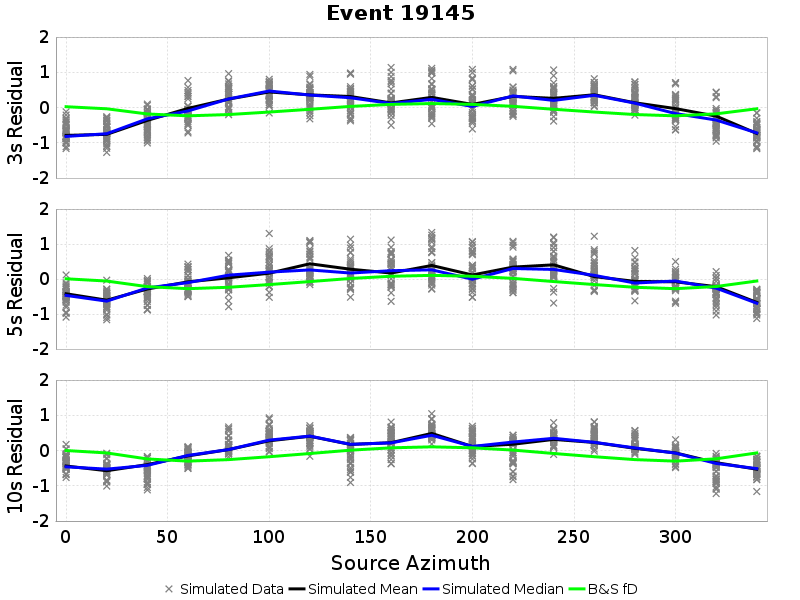 Event 19145
3s Residual
2
1
0
-1
-2
5s Residual
2
1
0
-1
-2
10s Residual
2
1
0
-1
-2
0 50 100 150 200 250 300
Source Azimuth
Simulated Data Simulated Mean Simulated Median B&S fD